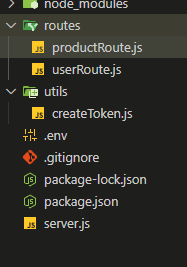 node_modules
routes
productRoute.js
userRoute.js
utils
createToken.js
.env
.gitignore
package-lock.json
package.json
server.js